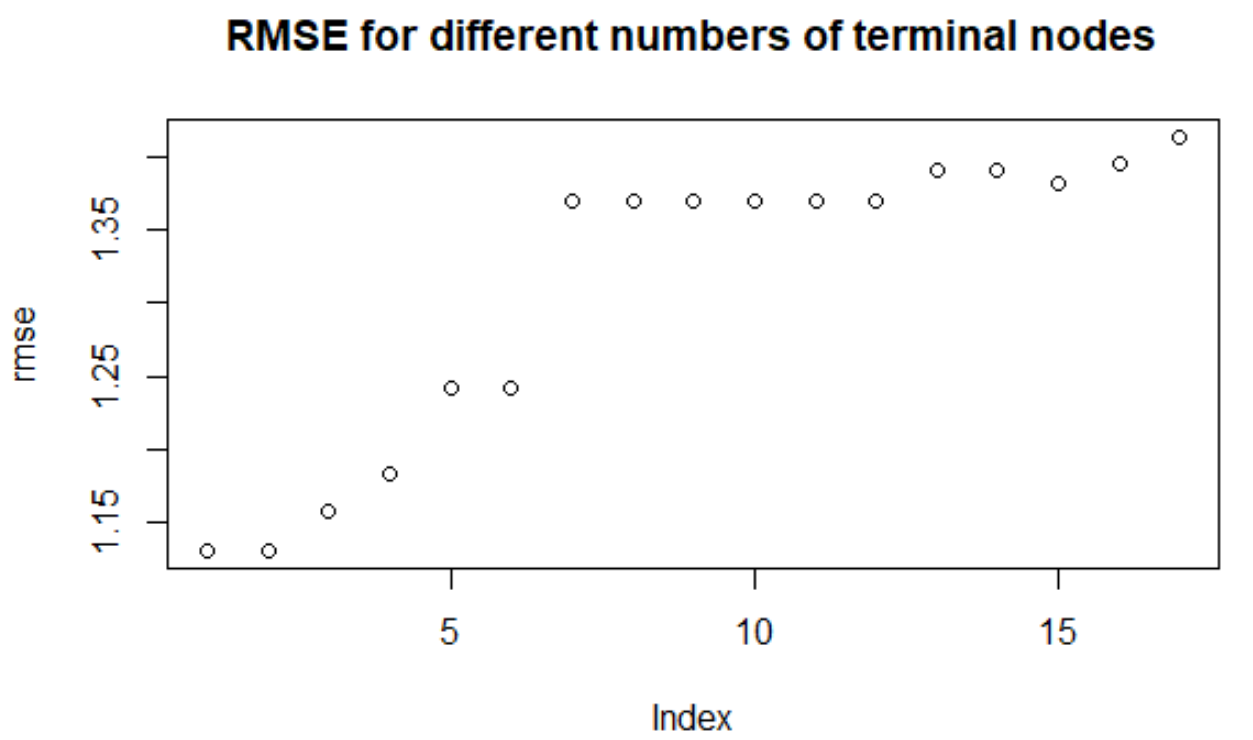 RMSE for different numbers of terminal nodes
rmse
1.35
1.25
1.15
5 10 15
Index